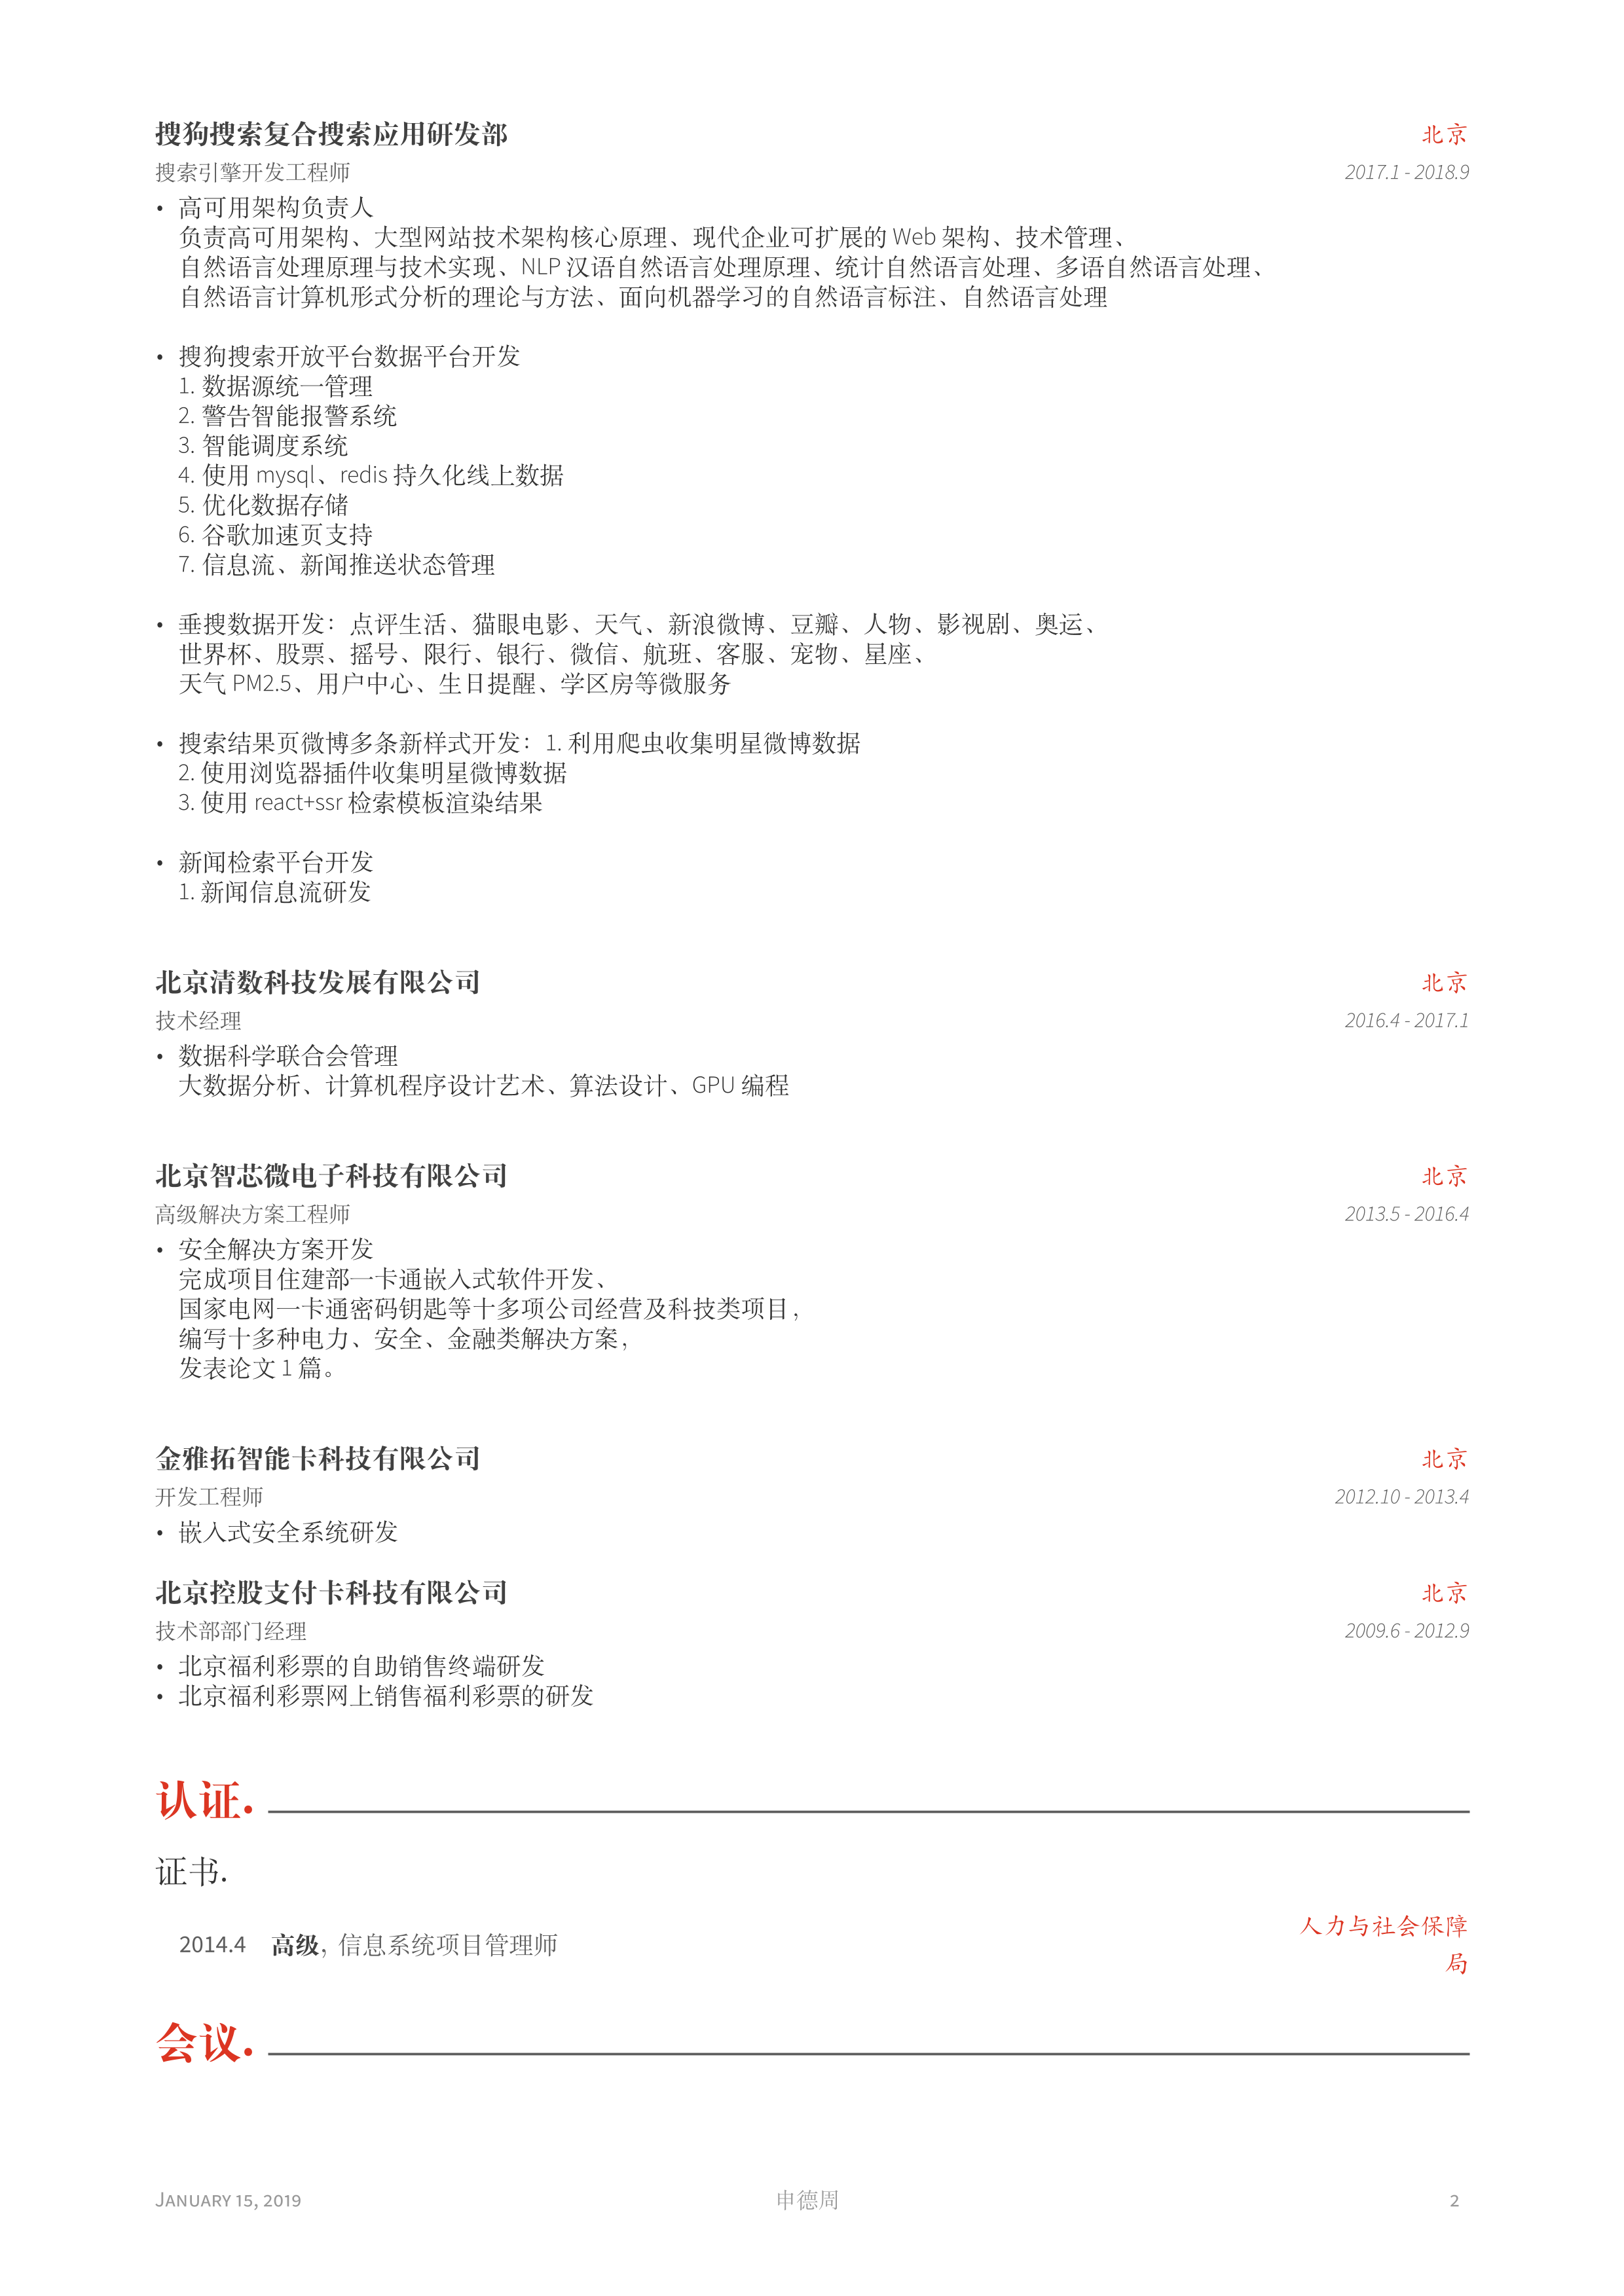 搜狗搜索复合搜索应用研发部 北京
搜索引擎开发工程师 2017.1 - 2018.9
• 高可用架构负责人
负责高可用架构、大型网站技术架构核心原理、现代企业可扩展的 Web 架构、技术管理、
自然语言处理原理与技术实现、NLP 汉语自然语言处理原理、统计自然语言处理、多语自然语言处理、
自然语言计算机形式分析的理论与方法、面向机器学习的自然语言标注、自然语言处理
• 搜狗搜索开放平台数据平台开发
1. 数据源统一管理
2. 警告智能报警系统
3. 智能调度系统
4. 使用 mysql、redis 持久化线上数据
5. 优化数据存储
6. 谷歌加速页支持
7. 信息流、新闻推送状态管理
• 垂搜数据开发：点评生活、猫眼电影、天气、新浪微博、豆瓣、人物、影视剧、奥运、
世界杯、股票、摇号、限行、银行、微信、航班、客服、宠物、星座、
天气 PM2.5、用户中心、生日提醒、学区房等微服务
• 搜索结果页微博多条新样式开发：1. 利用爬虫收集明星微博数据
2. 使用浏览器插件收集明星微博数据
3. 使用 react+ssr 检索模板渲染结果
• 新闻检索平台开发
1. 新闻信息流研发
北京清数科技发展有限公司 北京
技术经理 2016.4 - 2017.1
• 数据科学联合会管理
大数据分析、计算机程序设计艺术、算法设计、GPU 编程
北京智芯微电子科技有限公司 北京
高级解决方案工程师 2013.5 - 2016.4
• 安全解决方案开发
完成项目住建部一卡通嵌入式软件开发、
国家电网一卡通密码钥匙等十多项公司经营及科技类项目，
编写十多种电力、安全、金融类解决方案，
发表论文 1 篇。
金雅拓智能卡科技有限公司 北京
开发工程师 2012.10 - 2013.4
• 嵌入式安全系统研发
北京控股支付卡科技有限公司 北京
技术部部门经理 2009.6 - 2012.9
• 北京福利彩票的自助销售终端研发
• 北京福利彩票网上销售福利彩票的研发
认证.
证书.
2014.4 高级，信息系统项目管理师 人力与社会保障
局
会议.
JANUARY 15, 2019 申德周 2